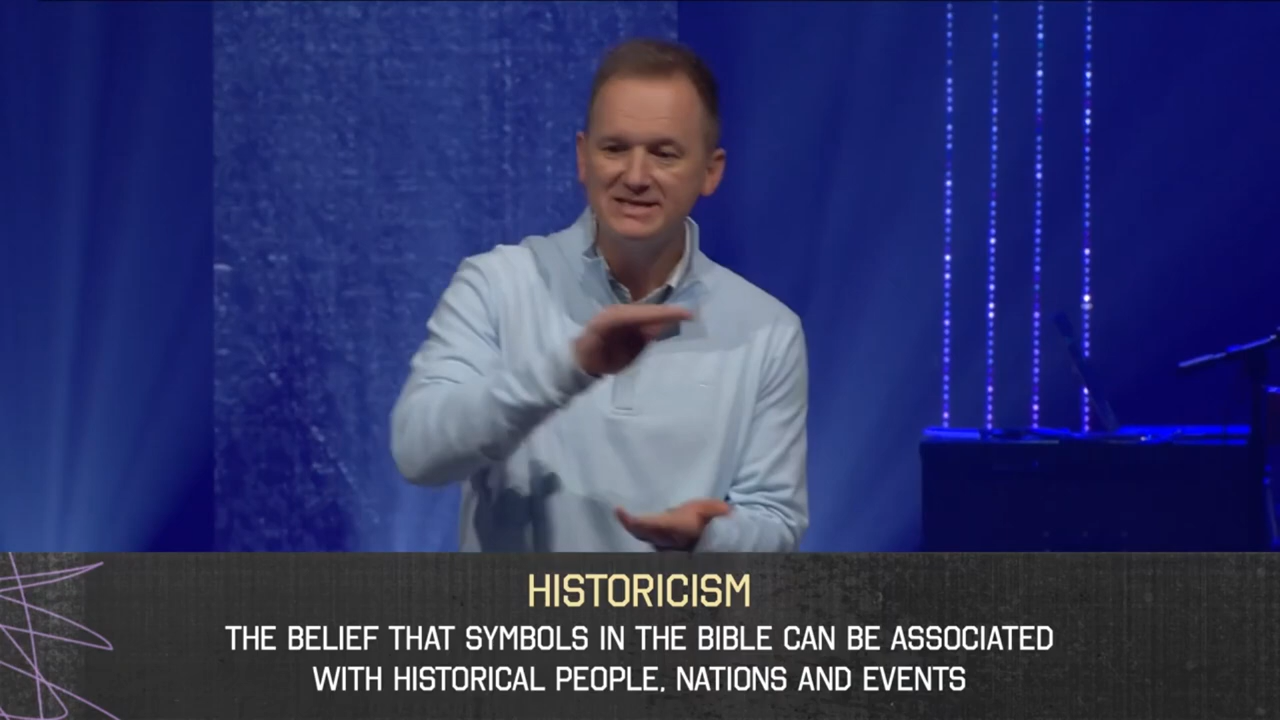 HISTORICISM
THE BELIEF THAT SYMBOLS IN THE BIBLE CAN BE ASSOCIATED
WITH HISTORICAL PEOPLE, NATIONS AND EVENTS